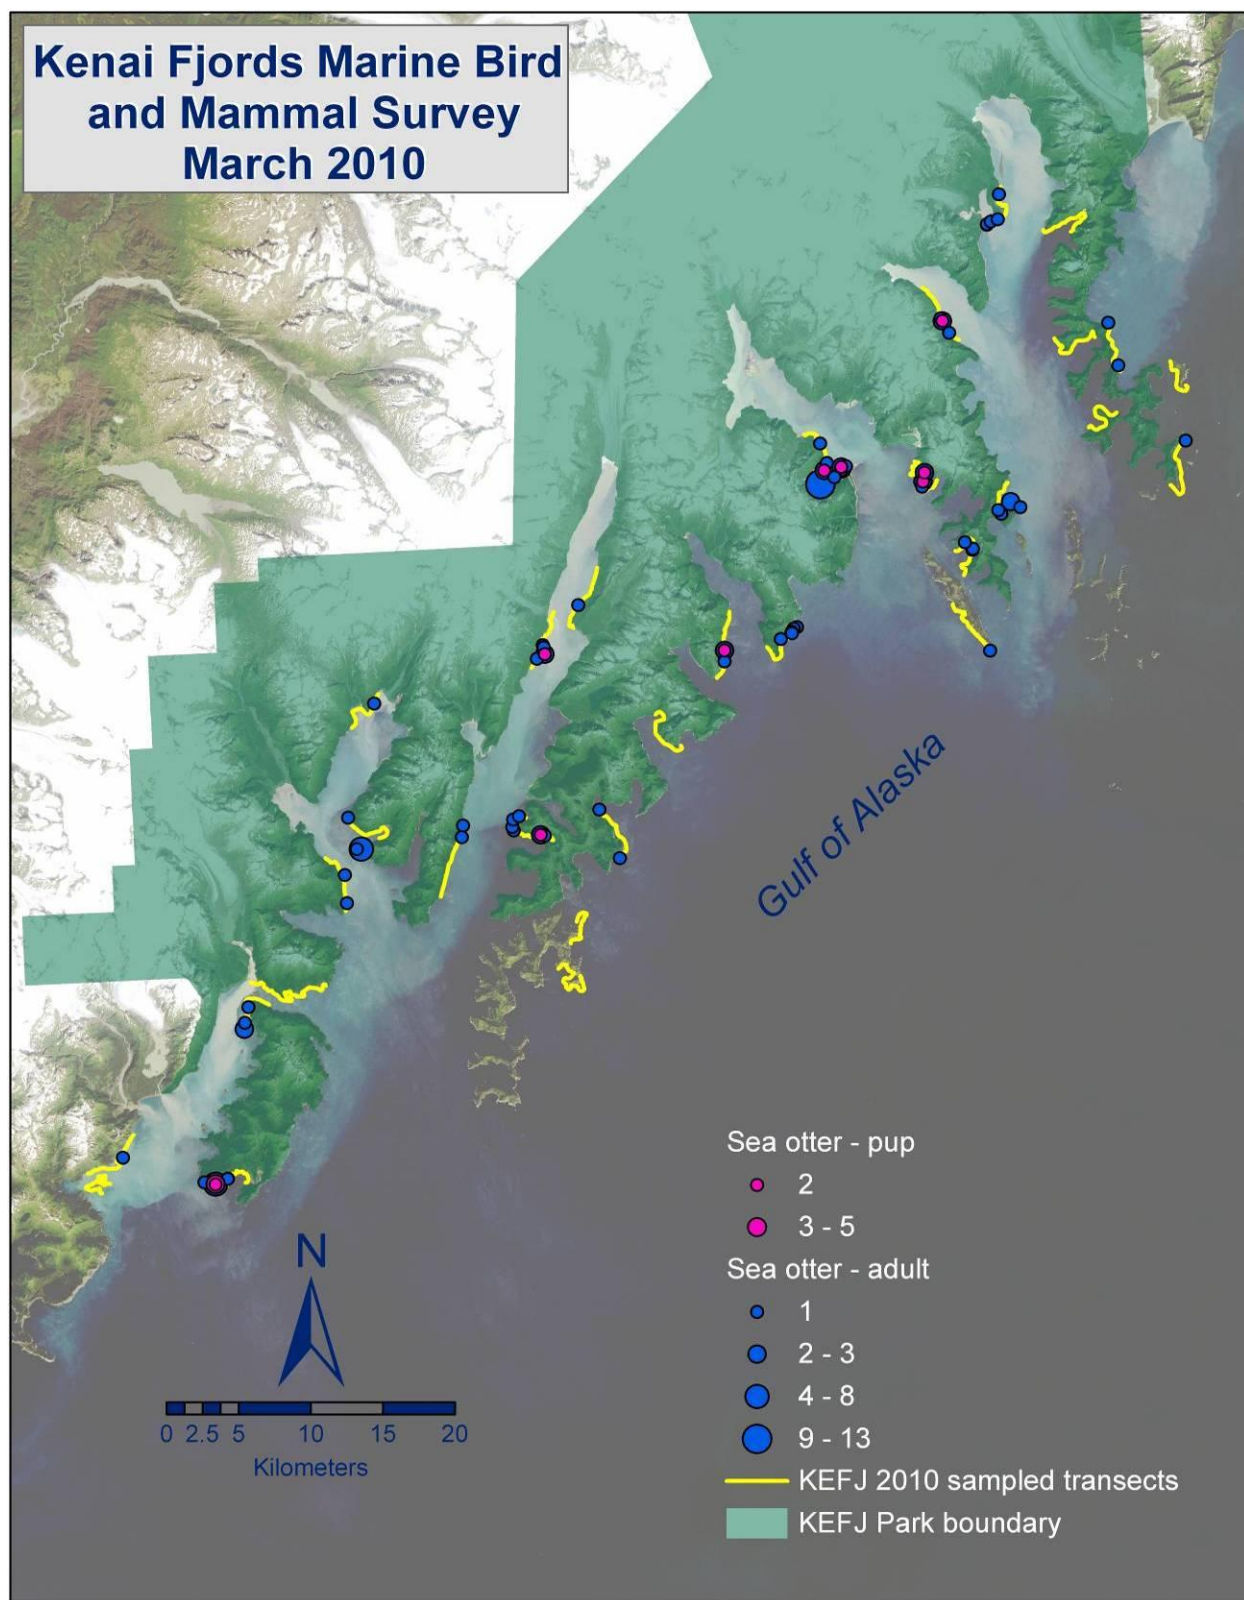 Kenai Fjords Marine Bird
and Mammal Survey
March 2010
Gulf of Alaska
Sea otter - pup
2
3 - 5
Sea otter - adult
1
2 - 3
4 - 8
9 - 13
KEFJ 2010 sampled transects
KEFJ Park boundary
N
0 2.5 5 10 15 20
Kilometers